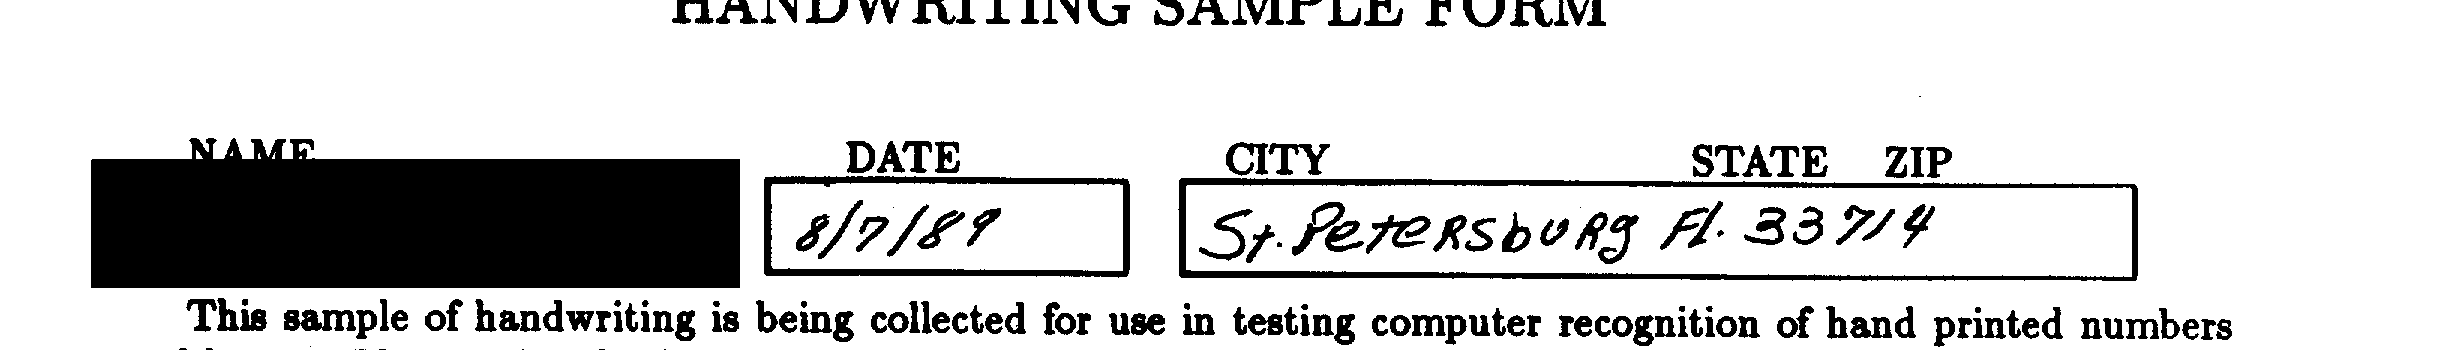 HANDWRITING SAMPLE FORM
NAME DATE CITY STATE ZIP
8/7/89 St. Petersburg Fl. 33714
This sample of handwriting is being collected for use in testing computer recognition of hand printed numbers